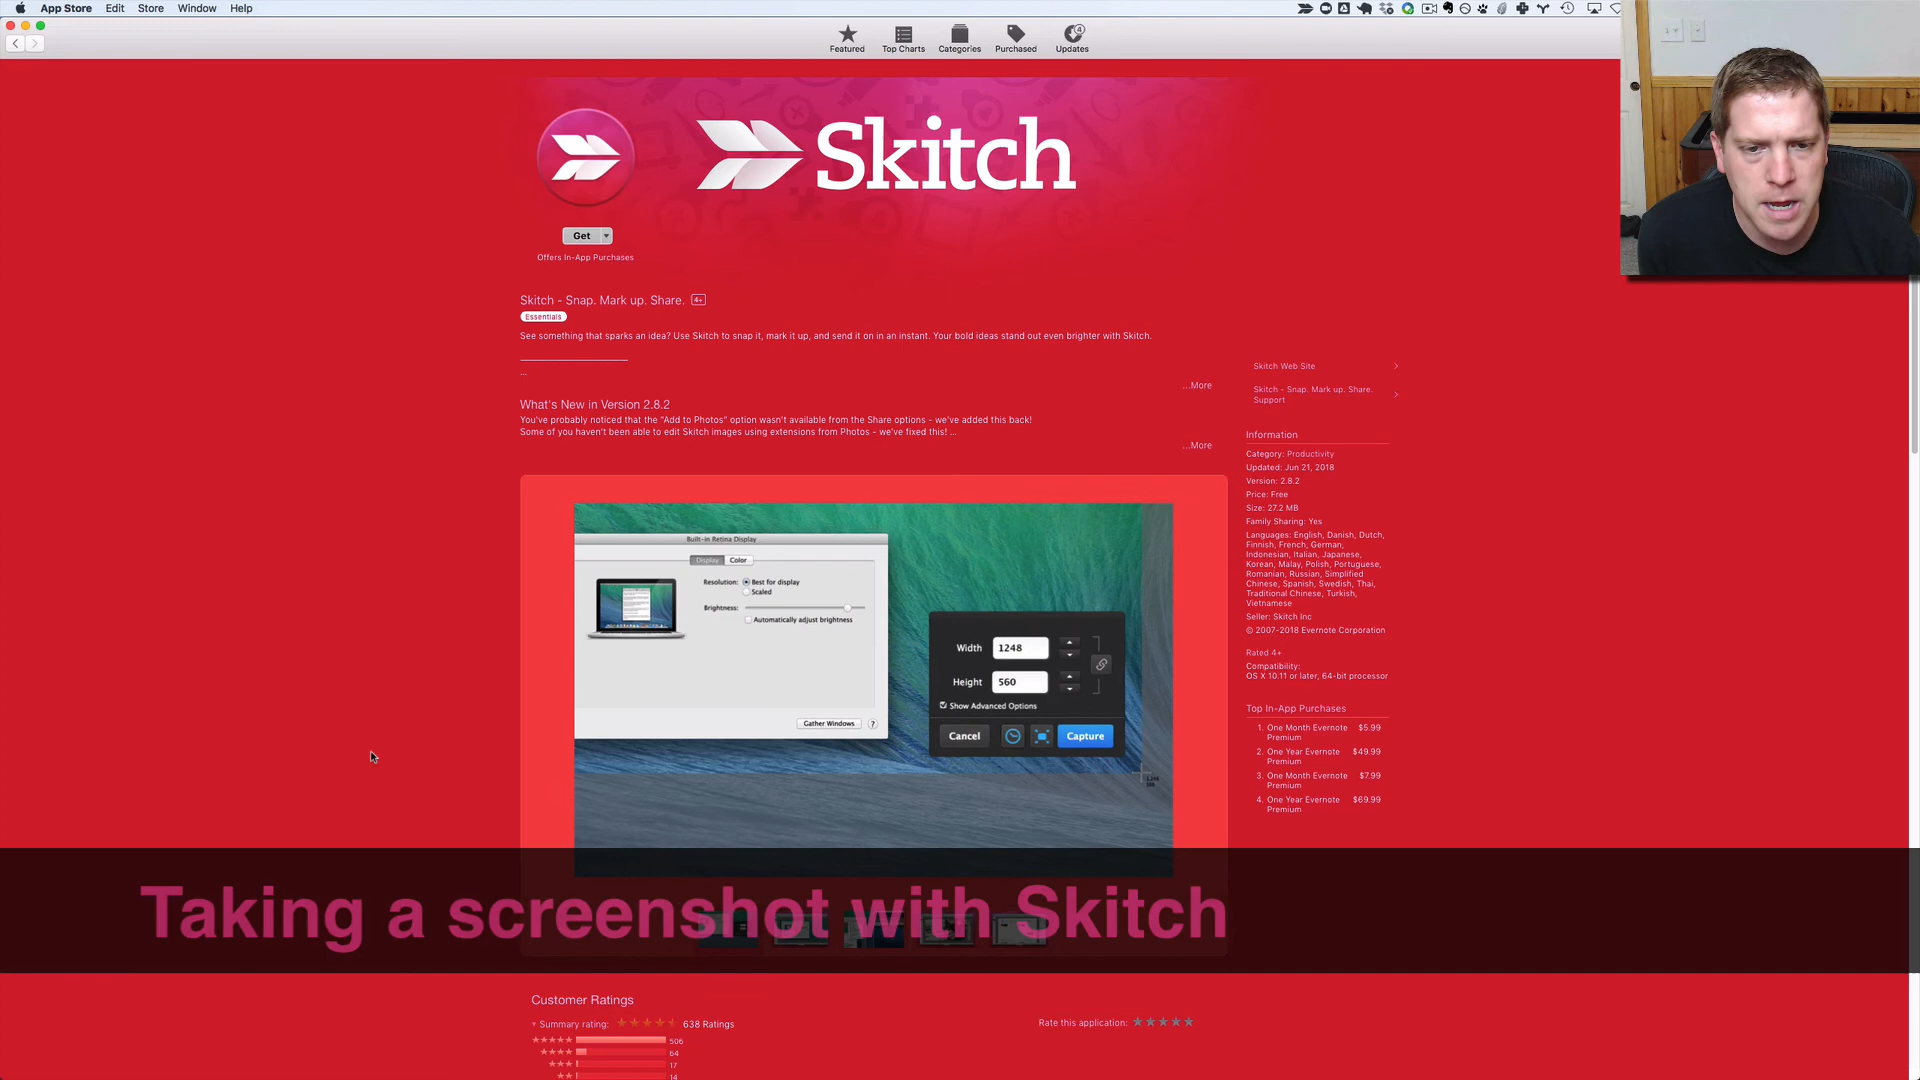 App Store Edit Store Window Help
Featured Top Charts Categories Purchased Updates
4
Skitch
Get
Offers In-App Purchases
Skitch - Snap. Mark up. Share. 4+
Essentials
See something that sparks an idea? Use Skitch to snap it, mark it up, and send it on in an instant. Your bold ideas stand out even brighter with Skitch.
...
...More
What's New in Version 2.8.2
You've probably noticed that the "Add to Photos" option wasn't available from the Share options - we've added this back!
Some of you haven't been able to edit Skitch images using extensions from Photos - we've fixed this! ...
...More
Skitch Web Site
Skitch - Snap. Mark up. Share.
Support
Information
Category: Productivity
Updated: Jun 21, 2018
Version: 2.8.2
Price: Free
Size: 27.2 MB
Family Sharing: Yes
Languages: English, Danish, Dutch,
Finnish, French, German,
Indonesian, Italian, Japanese,
Korean, Malay, Polish, Portuguese,
Romanian, Russian, Simplified
Chinese, Spanish, Swedish, Thai,
Traditional Chinese, Turkish,
Vietnamese
Seller: Skitch Inc
© 2007-2018 Evernote Corporation
Rated 4+
Compatibility:
OS X 10.11 or later, 64-bit processor
Top In-App Purchases
1. One Month Evernote $5.99
Premium
2. One Year Evernote $49.99
Premium
3. One Month Evernote $7.99
Premium
4. One Year Evernote $69.99
Premium
Built-in Retina Display
Display Color
Resolution: Best for display
Scaled
Brightness:
Automatically adjust brightness
Gather Windows ?
Width 1248
Height 560
Show Advanced Options
Cancel Capture
Taking a screenshot with Skitch
Customer Ratings
Summary rating: 638 Ratings
Rate this application:
506
64
17
14